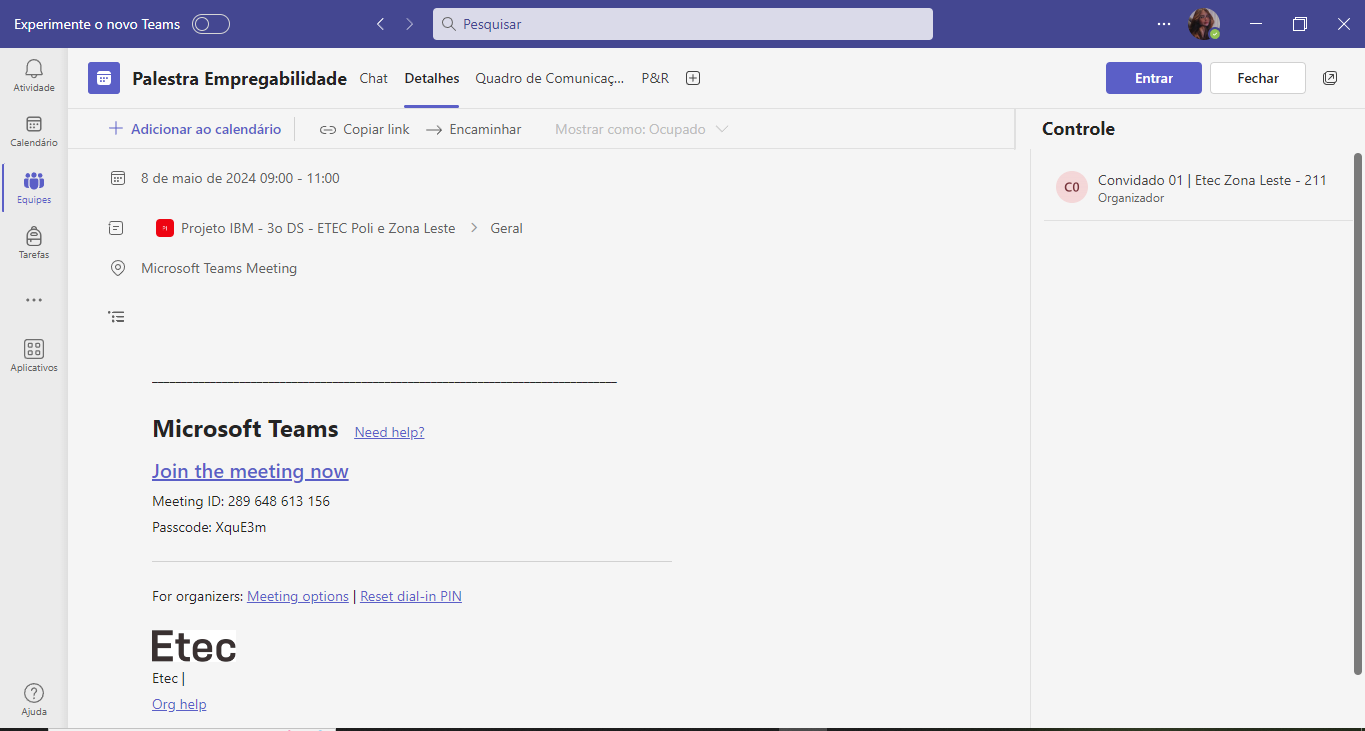 Experimente o novo Teams
Pesquisar
Atividade
Calendário
Equipes
Tarefas
Aplicativos
Ajuda
Palestra Empregabilidade Chat Detalhes Quadro de Comunicaç... P&R
Entrar Fechar
Adicionar ao calendário Copiar link Encaminhar Mostrar como: Ocupado
8 de maio de 2024 09:00 - 11:00
Projeto IBM - 3o DS - ETEC Poli e Zona Leste > Geral
Microsoft Teams Meeting
Microsoft Teams Need help?
Join the meeting now
Meeting ID: 289 648 613 156
Passcode: XquE3m
For organizers: Meeting options | Reset dial-in PIN
Etec
Etec |
Org help
Controle
C0
Convidado 01 | Etec Zona Leste - 211
Organizador